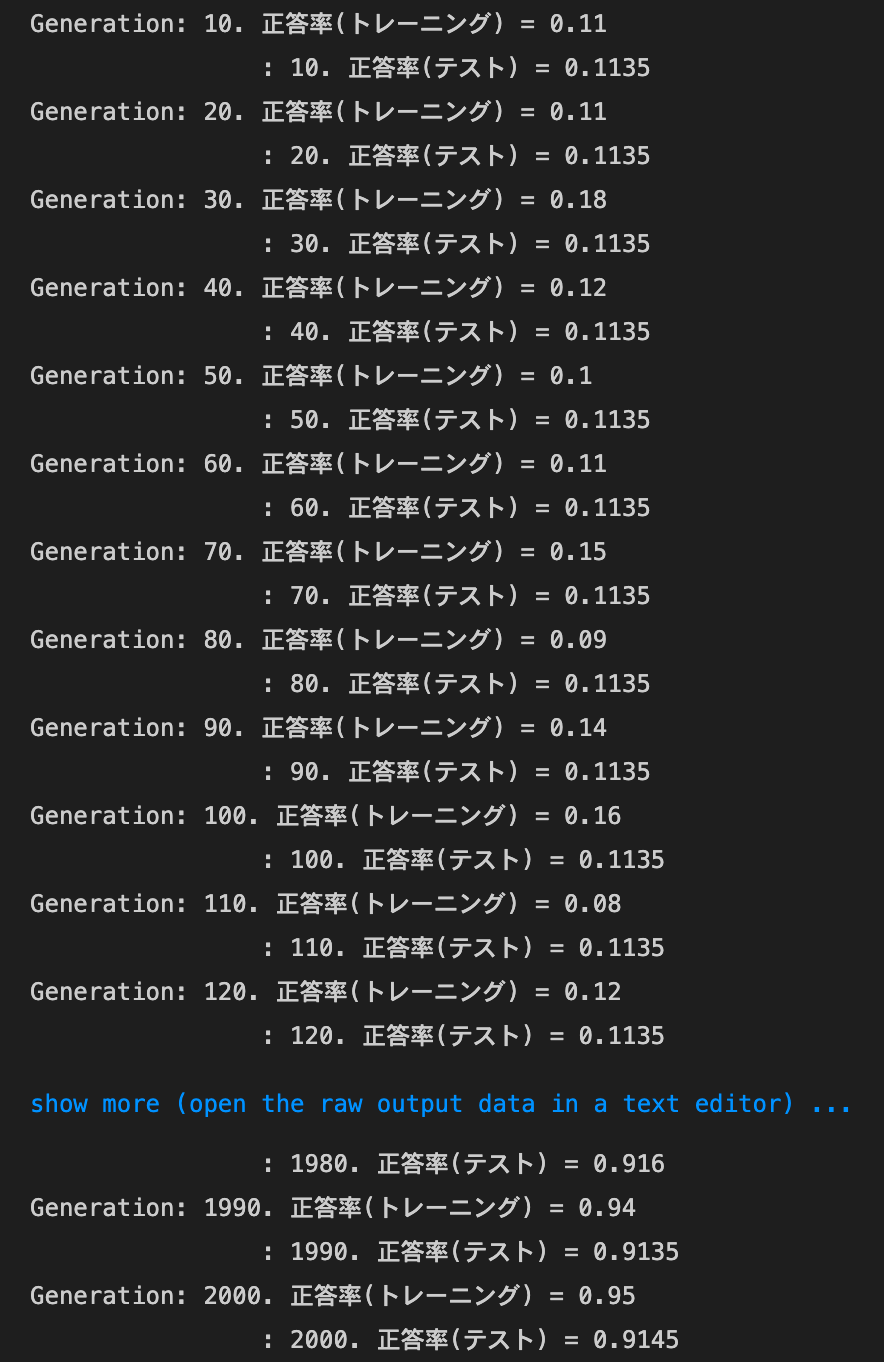 Generation: 10. 正答率(トレーニング) = 0.11
: 10. 正答率(テスト) = 0.1135
Generation: 20. 正答率(トレーニング) = 0.11
: 20. 正答率(テスト) = 0.1135
Generation: 30. 正答率(トレーニング) = 0.18
: 30. 正答率(テスト) = 0.1135
Generation: 40. 正答率(トレーニング) = 0.12
: 40. 正答率(テスト) = 0.1135
Generation: 50. 正答率(トレーニング) = 0.1
: 50. 正答率(テスト) = 0.1135
Generation: 60. 正答率(トレーニング) = 0.11
: 60. 正答率(テスト) = 0.1135
Generation: 70. 正答率(トレーニング) = 0.15
: 70. 正答率(テスト) = 0.1135
Generation: 80. 正答率(トレーニング) = 0.09
: 80. 正答率(テスト) = 0.1135
Generation: 90. 正答率(トレーニング) = 0.14
: 90. 正答率(テスト) = 0.1135
Generation: 100. 正答率(トレーニング) = 0.16
: 100. 正答率(テスト) = 0.1135
Generation: 110. 正答率(トレーニング) = 0.08
: 110. 正答率(テスト) = 0.1135
Generation: 120. 正答率(トレーニング) = 0.12
: 120. 正答率(テスト) = 0.1135
show more (open the raw output data in a text editor) ...
: 1980. 正答率(テスト) = 0.916
Generation: 1990. 正答率(トレーニング) = 0.94
: 1990. 正答率(テスト) = 0.9135
Generation: 2000. 正答率(トレーニング) = 0.95
: 2000. 正答率(テスト) = 0.9145